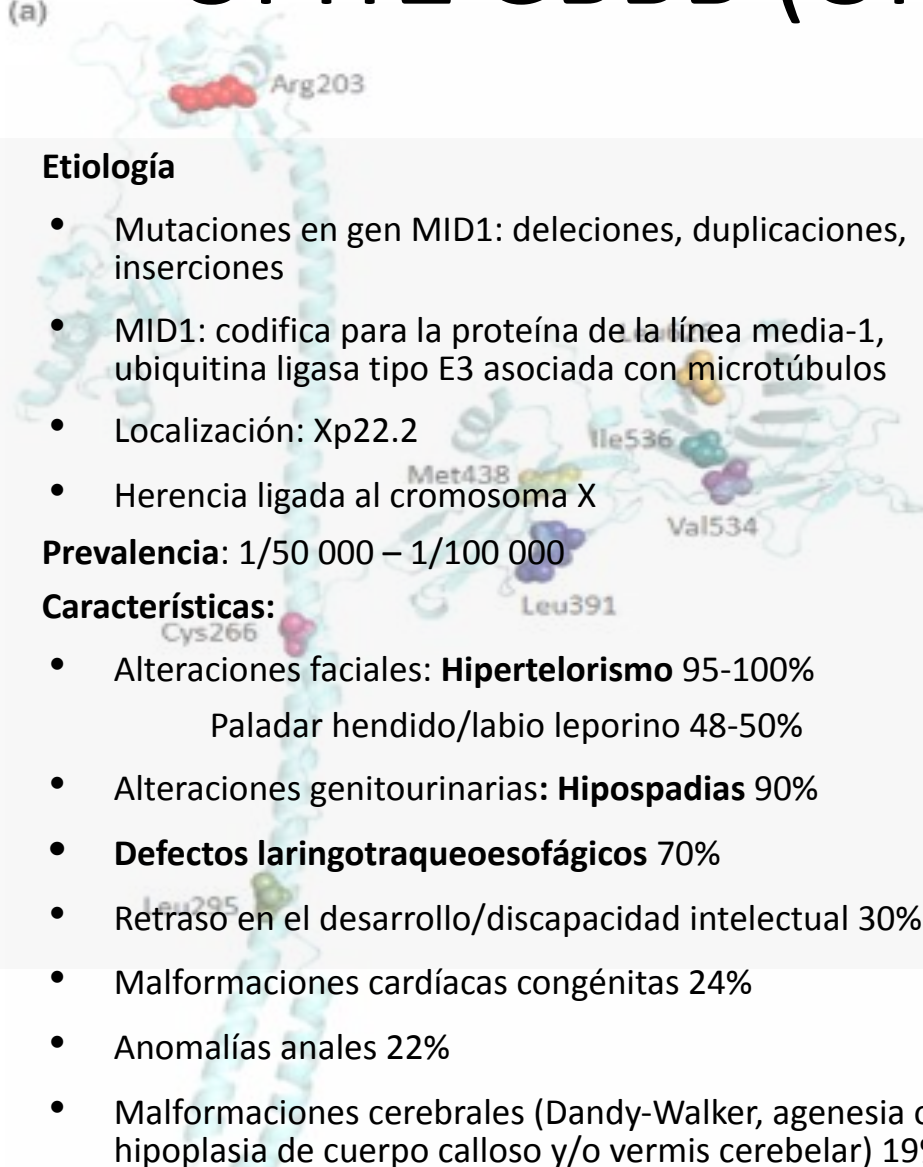 (a)
Arg203
Etiología
• Mutaciones en gen MID1: deleciones, duplicaciones,
inserciones
• MID1: codifica para la proteína de la línea media-1,
ubiquitina ligasa tipo E3 asociada con microtúbulos
• Localización: Xp22.2
Ile536
Met438
• Herencia ligada al cromosoma X
Val534
Prevalencia: 1/50 000 – 1/100 000
Leu391
Características:
Cys266
• Alteraciones faciales: Hipertelorismo 95-100%
Paladar hendido/labio leporino 48-50%
• Alteraciones genitourinarias: Hipospadias 90%
• Defectos laringotraqueoesofágicos 70%
Leu295
• Retraso en el desarrollo/discapacidad intelectual 30%
• Malformaciones cardíacas congénitas 24%
• Anomalías anales 22%
• Malformaciones cerebrales (Dandy-Walker, agenesia
hipoplasia de cuerpo calloso y/o vermis cerebelar)